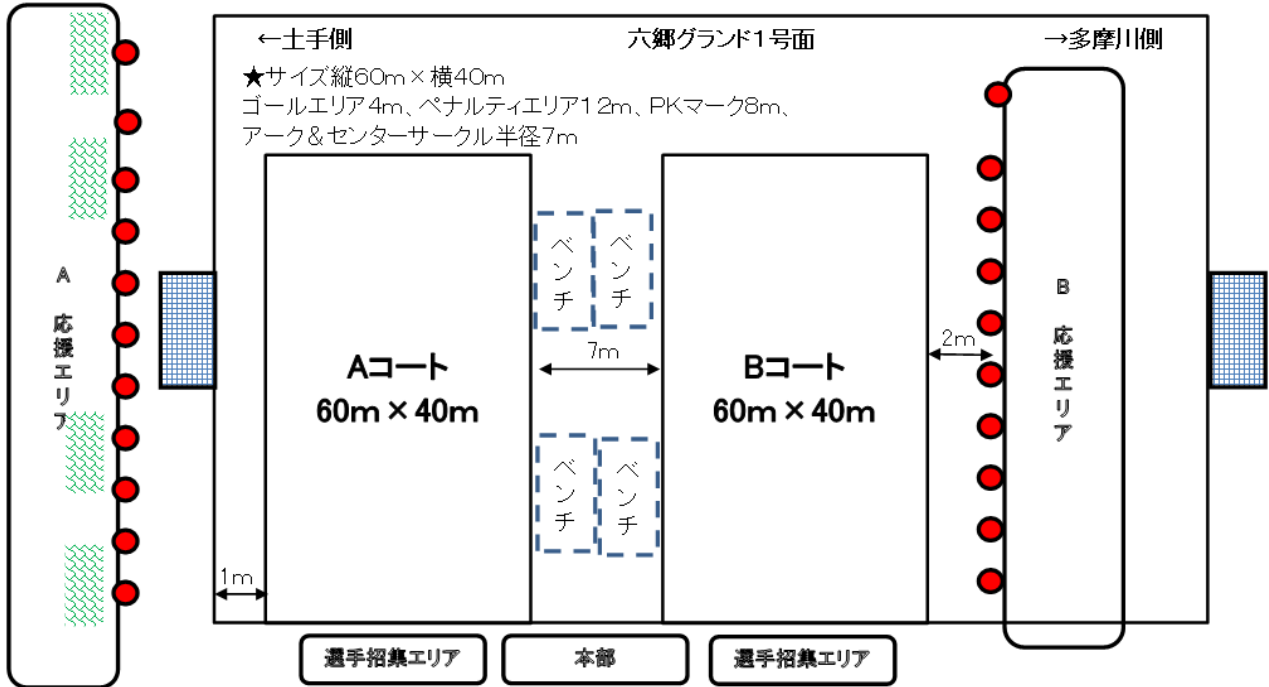 ←土手側
六郷グランド1号面
→多摩川側
★サイズ縦60m×横40m
ゴールエリア4m、ペナルティエリア12m、PKマーク8m、
アーク&センターサークル半径7m
A 応援エリア
ベンチ
ベンチ
Aコート
60m×40m
7m
Bコート
60m×40m
2m
B 応援エリア
ベンチ
ベンチ
1m
選手招集エリア
本部
選手招集エリア